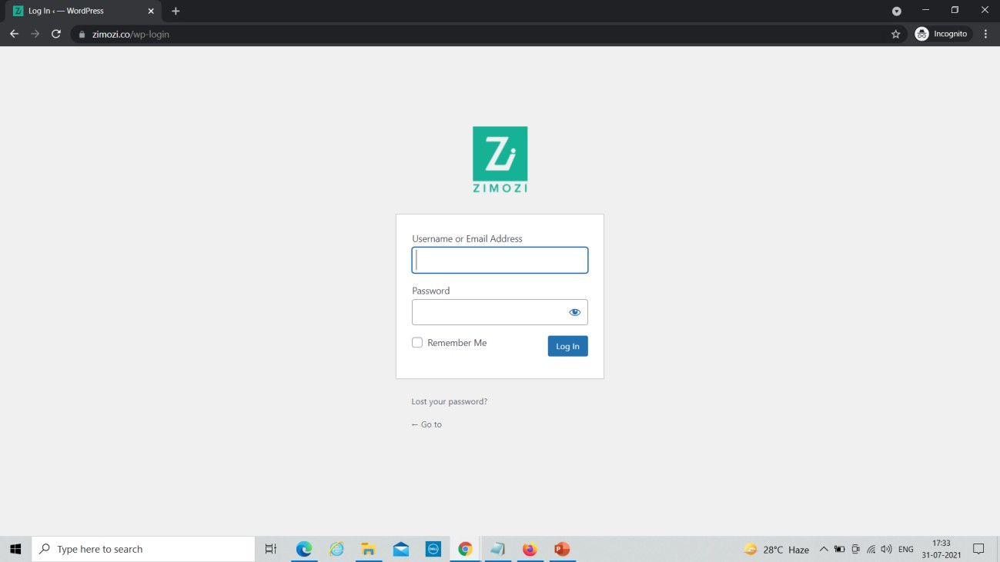 Log In ‹ — WordPress
zimozi.co/wp-login
Incognito
Zi
ZIMOZI
Username or Email Address
Password
Remember Me
Log In
Lost your password?
← Go to
Type here to search
DELL
28°C Haze
ENG
17:33
31-07-2021